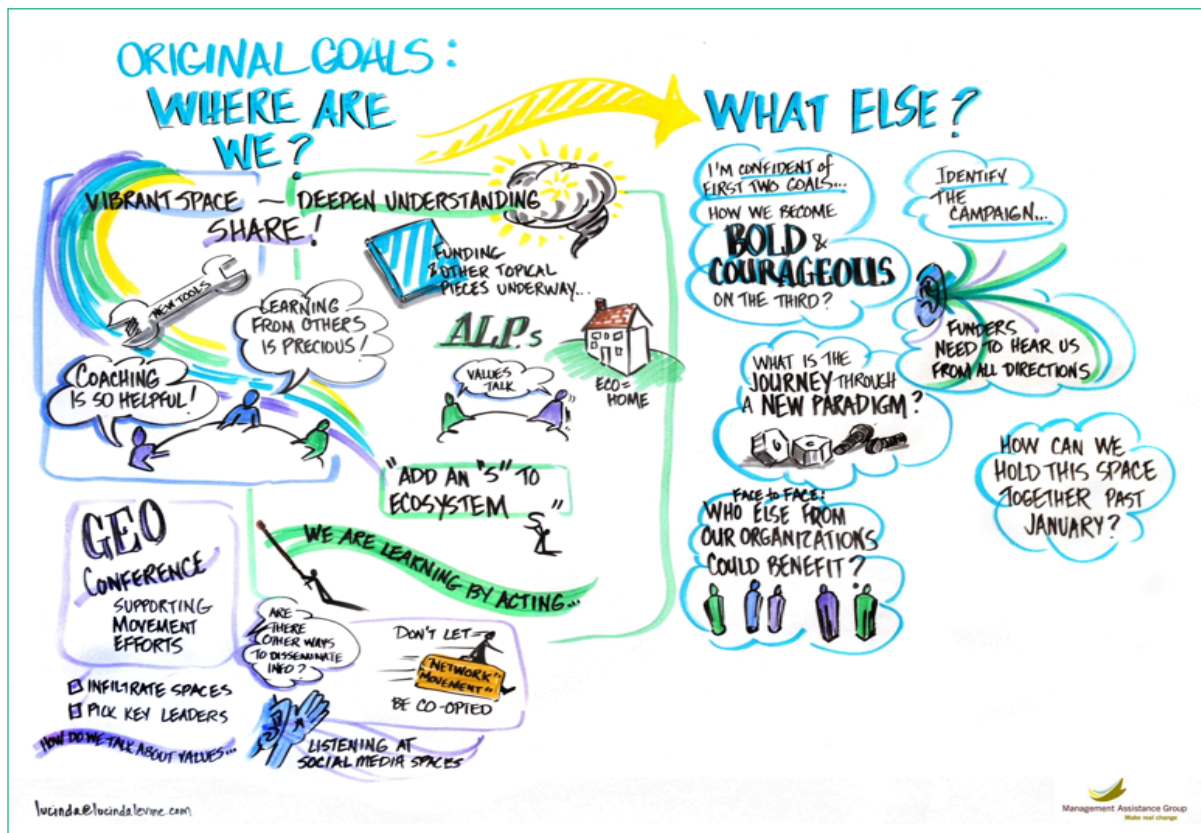 ORIGINAL GOALS:
WHERE ARE
WE?
VIBRANT SPACE ~ DEEPEN UNDERSTANDING
SHARE!
NEW TOOLS
LEARNING
FROM OTHERS
IS PRECIOUS!
COACHING
IS SO HELPFUL!
FUNDING
& OTHER TOPICAL
PIECES UNDERWAY...
ALPs
VALUES
TALK
ECO =
HOME
"ADD AN "S" TO
ECOSYSTEM"
S
WE ARE LEARNING BY ACTING...
GEO
CONFERENCE
SUPPORTING
MOVEMENT
EFFORTS
INFILTRATE SPACES
PICK KEY LEADERS
HOW DO WE TALK ABOUT VALUES...
ARE
THERE
OTHER WAYS
TO DISSEMINATE
INFO?
DON'T LET
"NETWORK
MOVEMENT"
BE CO-OPTED
LISTENING AT
SOCIAL MEDIA SPACES
WHAT ELSE?
I'M CONFIDENT of
FIRST TWO GOALS...
HOW WE BECOME
BOLD &
COURAGEOUS
ON THE THIRD?
IDENTIFY
THE
CAMPAIGN...
FUNDERS
NEED TO HEAR US
FROM ALL DIRECTIONS
WHAT IS THE
JOURNEY THROUGH
A NEW PARADIGM?
HOW CAN WE
HOLD THIS SPACE
TOGETHER PAST
JANUARY?
FACE to FACE:
WHO ELSE FROM
OUR ORGANIZATIONS
COULD BENEFIT?
lucinda@lucindalevine.com
Management Assistance Group
Make real change